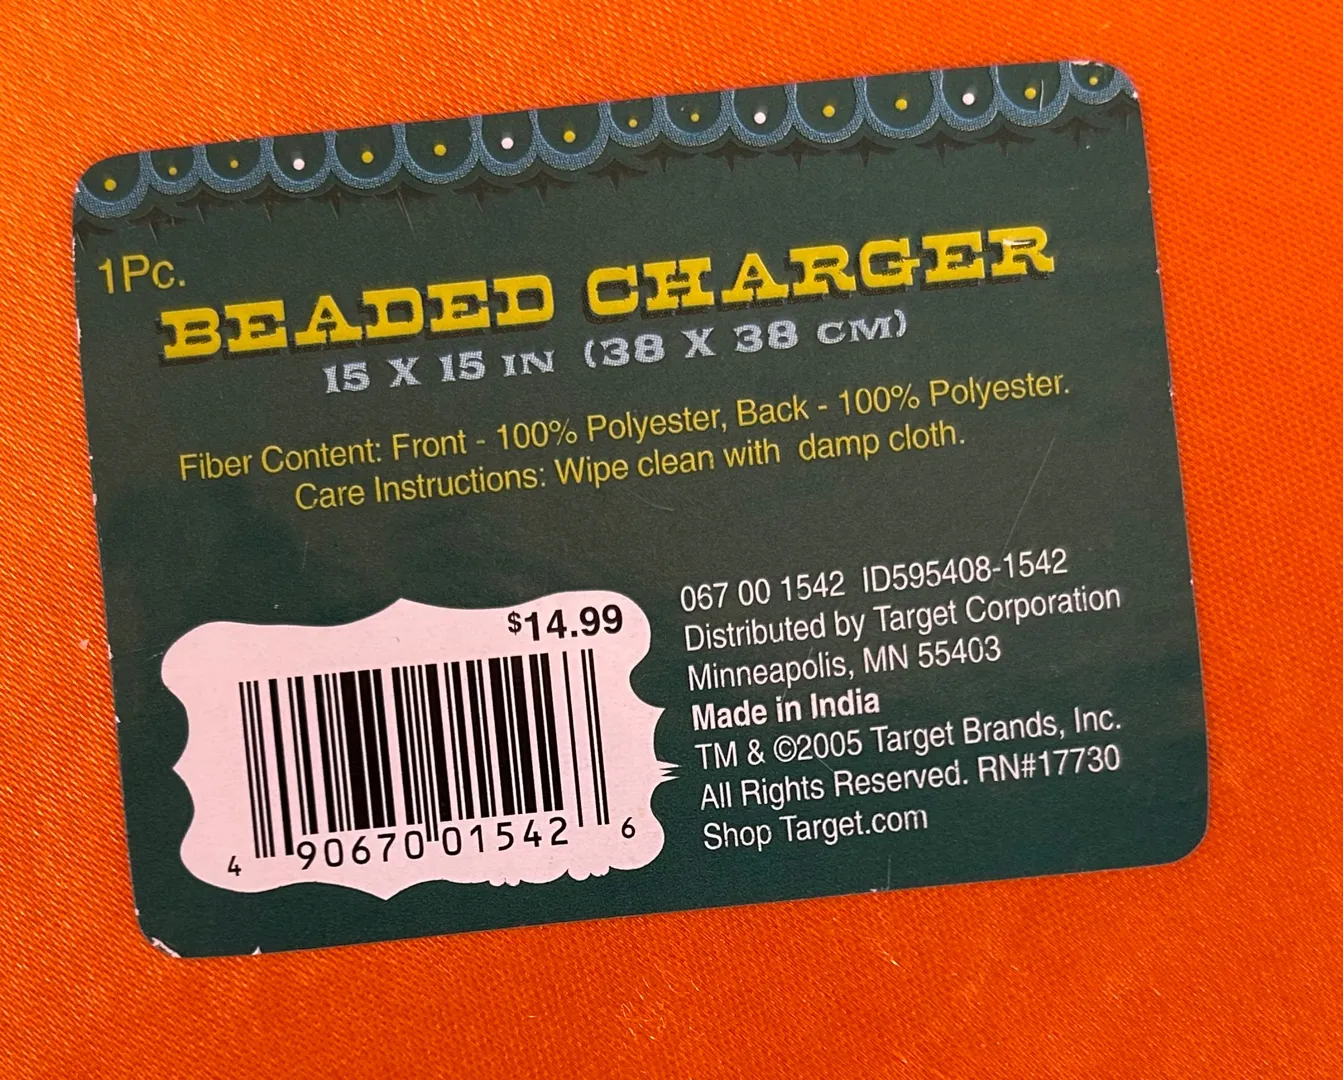 1Pc.
BEADED CHARGER
15 X 15 IN (38 X 38 CM)
Fiber Content: Front - 100% Polyester, Back - 100% Polyester.
Care Instructions: Wipe clean with damp cloth.
$14.99
4 90670 01542 6
067 00 1542 ID595408-1542
Distributed by Target Corporation
Minneapolis, MN 55403
Made in India
TM & ©2005 Target Brands, Inc.
All Rights Reserved. RN#17730
Shop Target.com